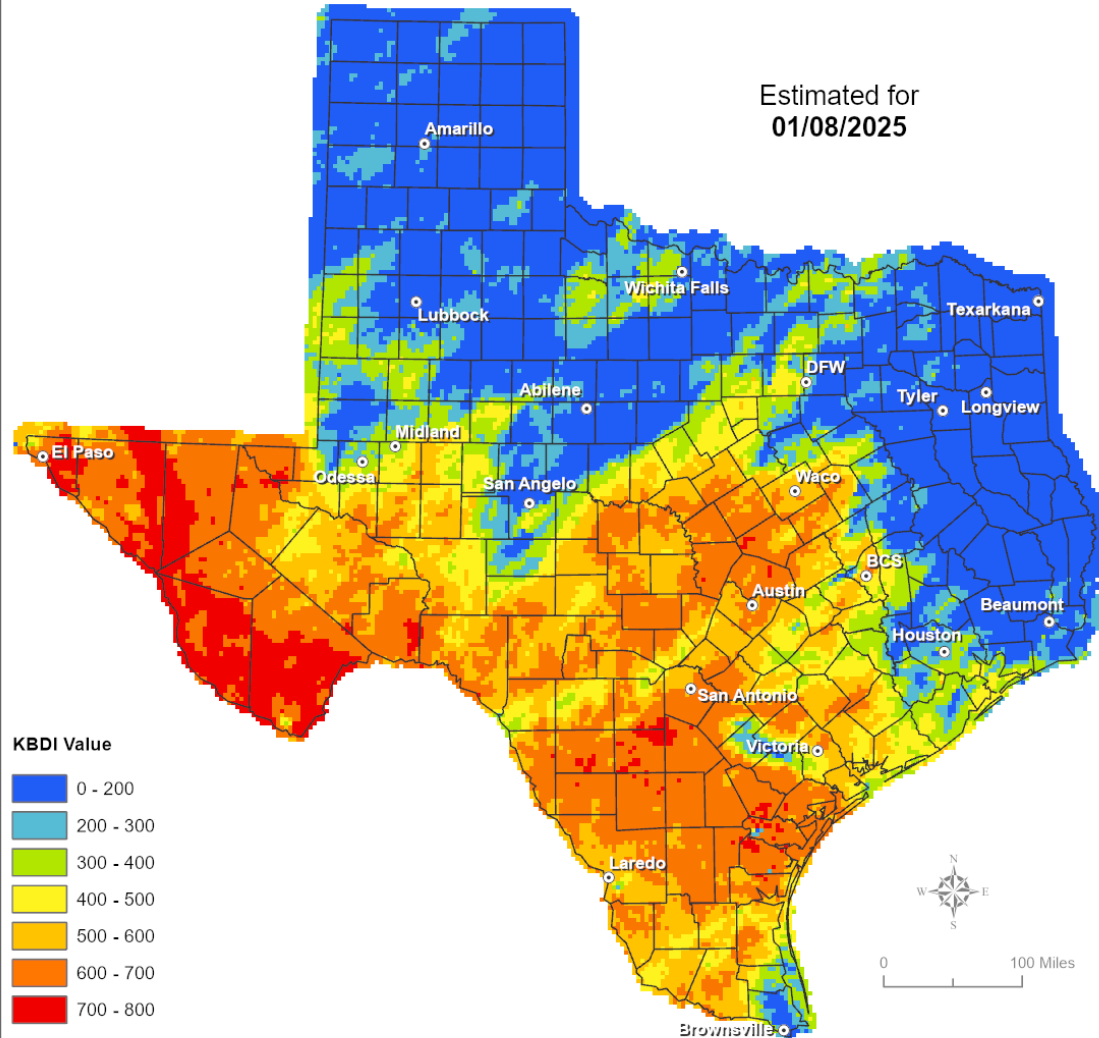 Estimated for
01/08/2025
Amarillo
Wichita Falls
Lubbock
Texarkana
DFW
Abilene
Tyler
Longview
Midland
El Paso
Odessa
San Angelo
Waco
BCS
Austin
Beaumont
Houston
San Antonio
Victoria
Laredo
Brownsville
KBDI Value
0 - 200
200 - 300
300 - 400
400 - 500
500 - 600
600 - 700
700 - 800
N
W E
S
0 100 Miles